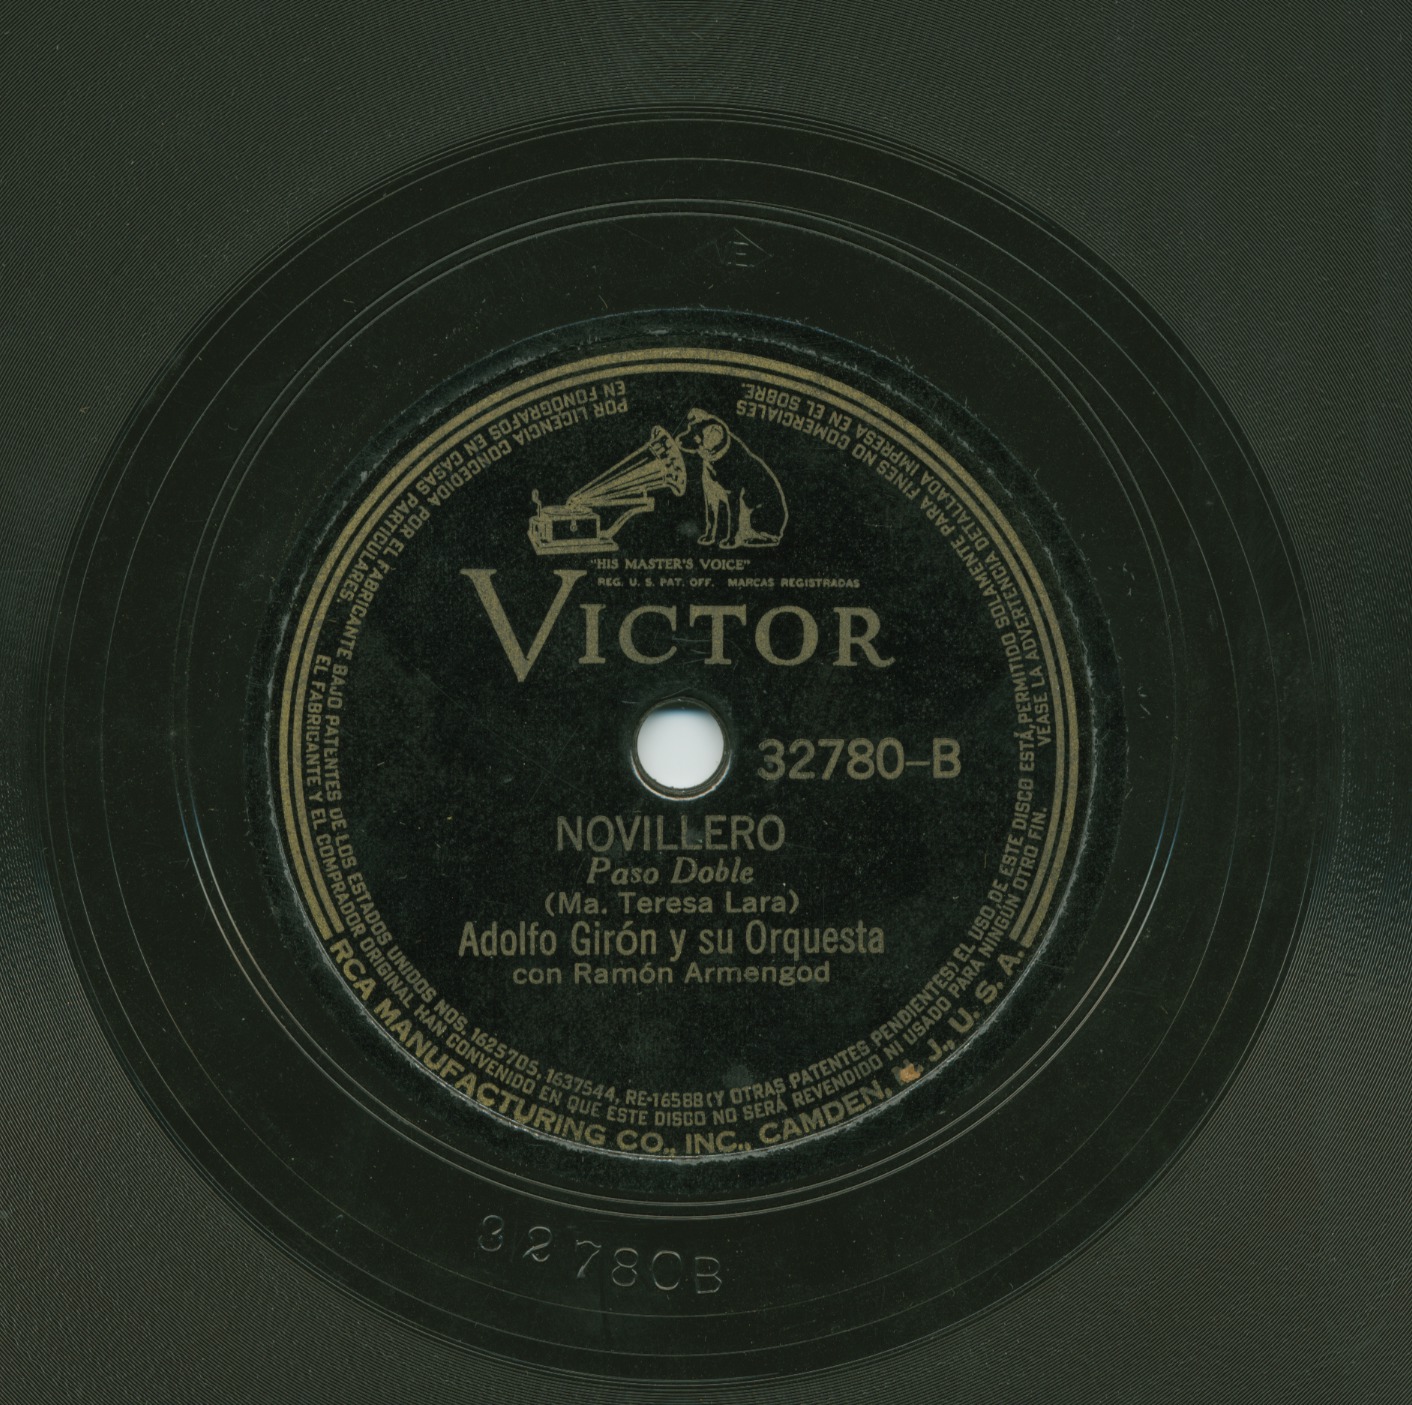 "HIS MASTER'S VOICE"
REG. U. S. PAT. OFF. MARCAS REGISTRADAS
VICTOR
32780-B
NOVILLERO
Paso Doble
(Ma. Teresa Lara)
Adolfo Girón y su Orquesta
con Ramón Armengod
POR LICENCIA CONCEDIDA POR EL FABRICANTE BAJO PATENTES DE LOS ESTADOS UNIDOS NOS. 1625705, 1637544, RE-16588 (Y OTRAS PATENTES PENDIENTES) EL USO DE ESTE DISCO ESTÁ PERMITIDO SOLAMENTE PARA FINES NO COMERCIALES
EN FONOGRAFOS EN CASAS PARTICULARES.
EL FABRICANTE Y EL COMPRADOR ORIGINAL HAN CONVENIDO EN QUE ESTE DISCO NO SERÁ REVENDIDO NI USADO PARA NINGÚN OTRO FIN.
VEASE LA ADVERTENCIA DETALLADA IMPRESA EN EL SOBRE.
RCA MANUFACTURING CO., INC., CAMDEN, J., U. S. A.
32780B